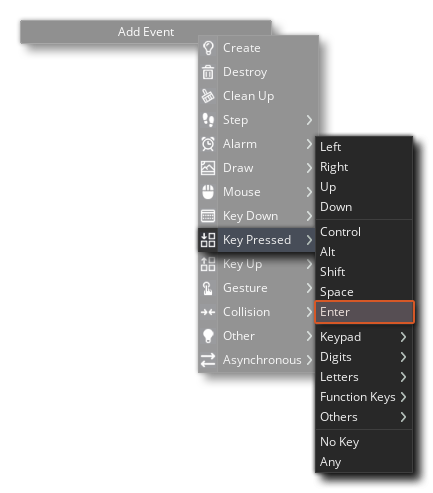 Add Event
Create
Destroy
Clean Up
Step
Alarm
Draw
Mouse
Key Down
Key Pressed
Key Up
Gesture
Collision
Other
Asynchronous
Left
Right
Up
Down
Control
Alt
Shift
Space
Enter
Keypad
Digits
Letters
Function Keys
Others
No Key
Any